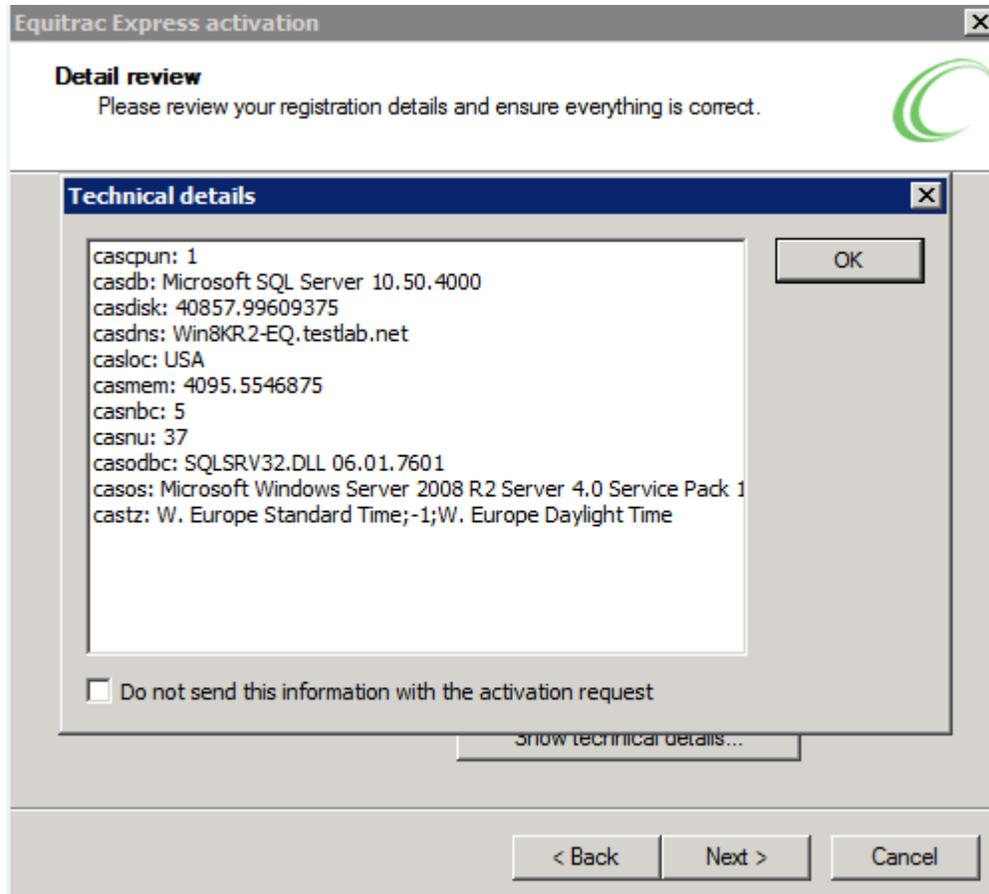 Equitrac Express activation
Detail review
Please review your registration details and ensure everything is correct.
Technical details
cascpun: 1
casdb: Microsoft SQL Server 10.50.4000
casdisk: 40857.99609375
casdns: Win8KR2-EQ.testlab.net
casloc: USA
casmem: 4095.5546875
casnbc: 5
casnu: 37
casodbc: SQLSRV32.DLL 06.01.7601
casos: Microsoft Windows Server 2008 R2 Server 4.0 Service Pack 1
castz: W. Europe Standard Time;-1;W. Europe Daylight Time
OK
Do not send this information with the activation request
Show technical details...
< Back
Next >
Cancel